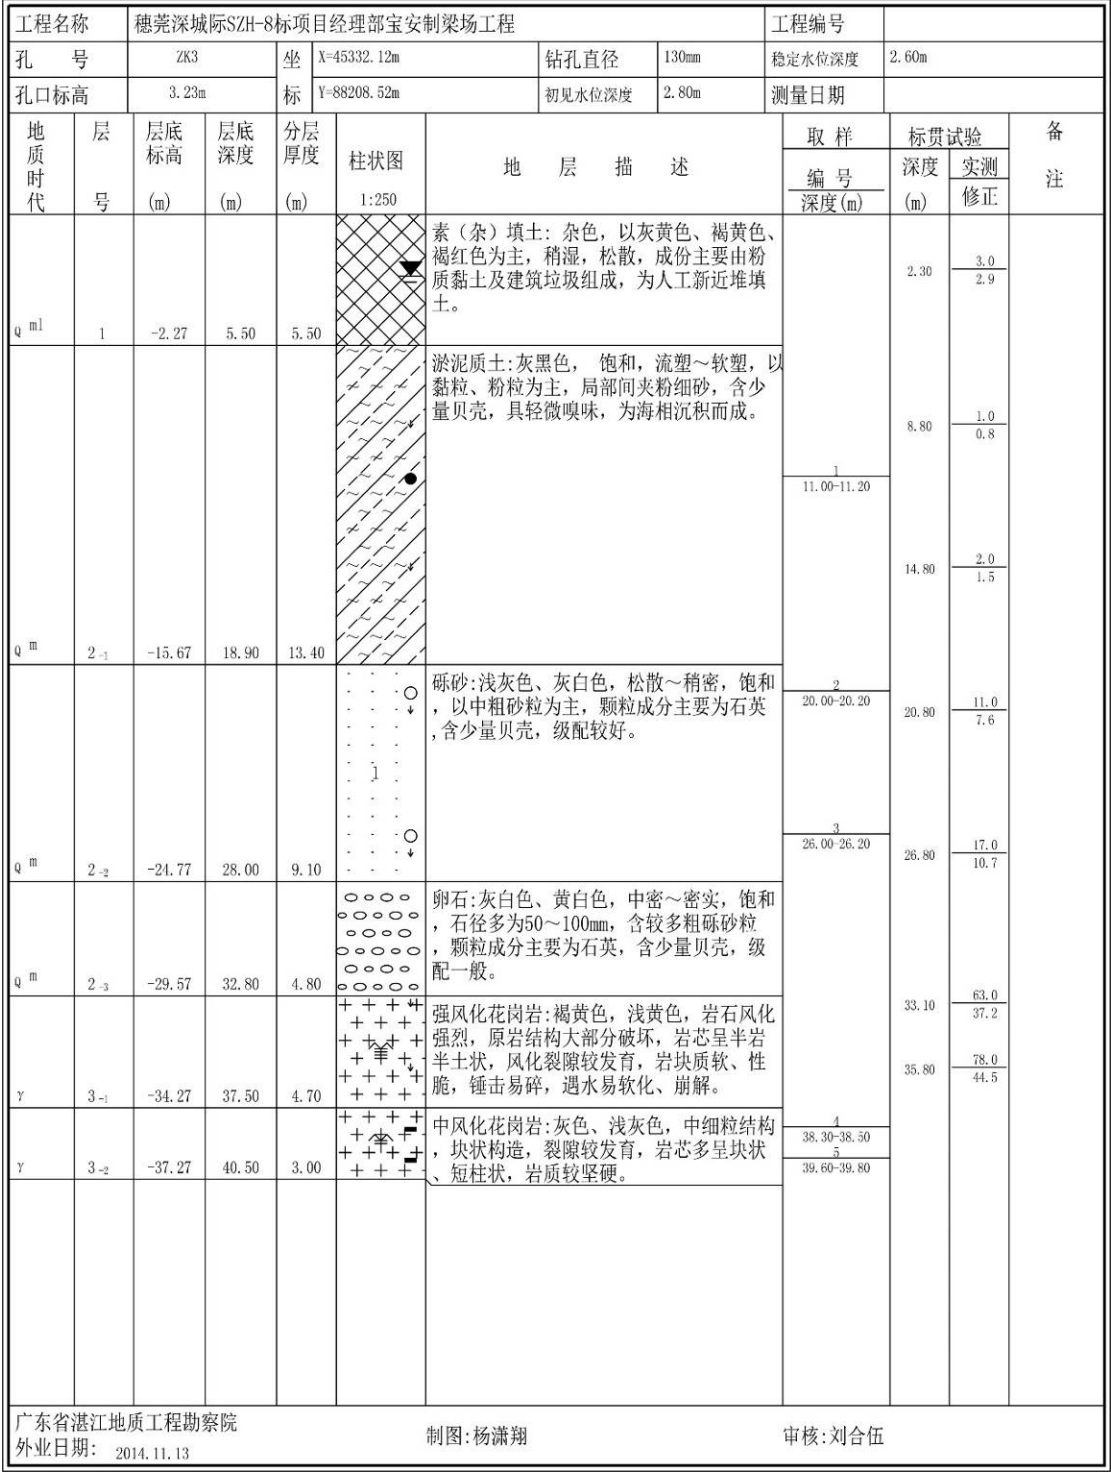 工程名称 穗莞深城际SZH-8标项目经理部宝安制梁场工程 工程编号
孔 号 ZK3 坐 X=45332.12m 钻孔直径 130mm 稳定水位深度 2.60m
孔口标高 3.23m 标 Y=88208.52m 初见水位深度 2.80m 测量日期
地质时代 层号 层底标高(m) 层底深度(m) 分层厚度(m) 柱状图 1:250 地 层 描 述 取 样 编 号 深度(m) 标贯试验 深度(m) 实测 修正 备注
素（杂）填土: 杂色，以灰黄色、褐黄色、
褐红色为主，稍湿，松散，成份主要由粉
质黏土及建筑垃圾组成，为人工新近堆填
土。
2.30 3.0
2.9
Q ml 1 -2.27 5.50 5.50
淤泥质土:灰黑色， 饱和，流塑～软塑，以
黏粒、粉粒为主，局部间夹粉细砂，含少
量贝壳，具轻微嗅味，为海相沉积而成。
8.80 1.0
0.8
1
11.00-11.20
14.80 2.0
1.5
Q m 2-1 -15.67 18.90 13.40
砾砂:浅灰色、灰白色，松散～稍密，饱和
，以中粗砂粒为主，颗粒成分主要为石英
,含少量贝壳，级配较好。
2
20.00-20.20
20.80 11.0
7.6
1
3
26.00-26.20
26.80 17.0
10.7
Q m 2-2 -24.77 28.00 9.10
卵石:灰白色、黄白色，中密～密实，饱和
，石径多为50～100mm，含较多粗砾砂粒
，颗粒成分主要为石英，含少量贝壳，级
配一般。
Q m 2-3 -29.57 32.80 4.80
强风化花岗岩:褐黄色，浅黄色，岩石风化
强烈，原岩结构大部分破坏，岩芯呈半岩
半土状，风化裂隙较发育，岩块质软、性
脆，锤击易碎，遇水易软化、崩解。
33.10 63.0
37.2
35.80 78.0
44.5
γ 3-1 -34.27 37.50 4.70
中风化花岗岩:灰色、浅灰色，中细粒结构
，块状构造，裂隙较发育，岩芯多呈块状
、短柱状，岩质较坚硬。
4
38.30-38.50
5
39.60-39.80
γ 3-2 -37.27 40.50 3.00
广东省湛江地质工程勘察院
外业日期: 2014.11.13 制图:杨潇翔 审核:刘合伍